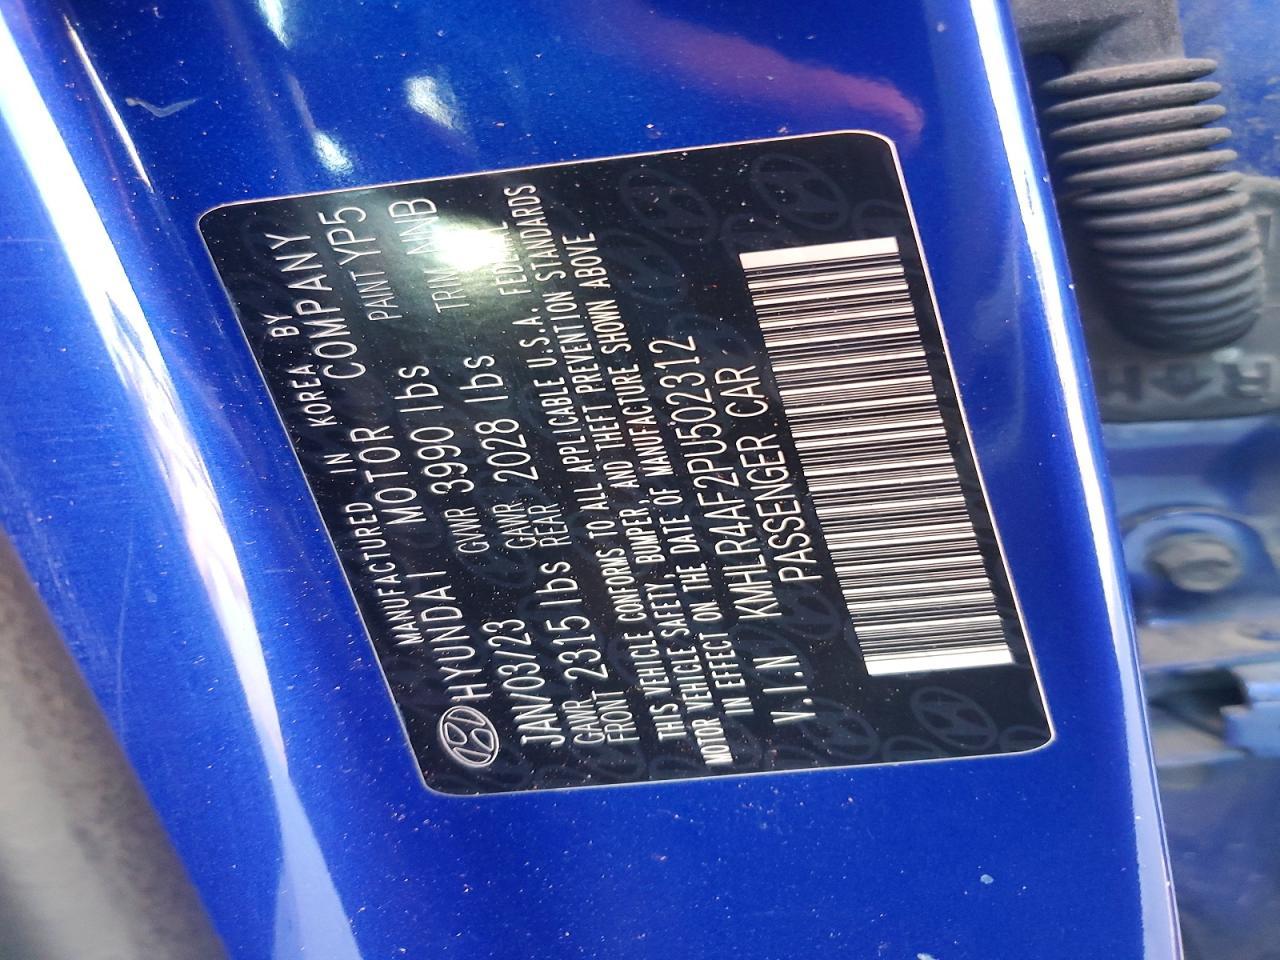 MANUFACTURED IN KOREA BY
HYUNDAI MOTOR COMPANY
JAN/03/23 GVWR 3990 lbs PAINT YP5
GAWR FRONT 2315 lbs GAWR REAR 2028 lbs TRIM NNB
THIS VEHICLE CONFORMS TO ALL APPLICABLE U.S.A. FEDERAL
MOTOR VEHICLE SAFETY, BUMPER, AND THEFT PREVENTION STANDARDS
IN EFFECT ON THE DATE OF MANUFACTURE SHOWN ABOVE
V.I.N KMHLR4AF2PU502312
PASSENGER CAR